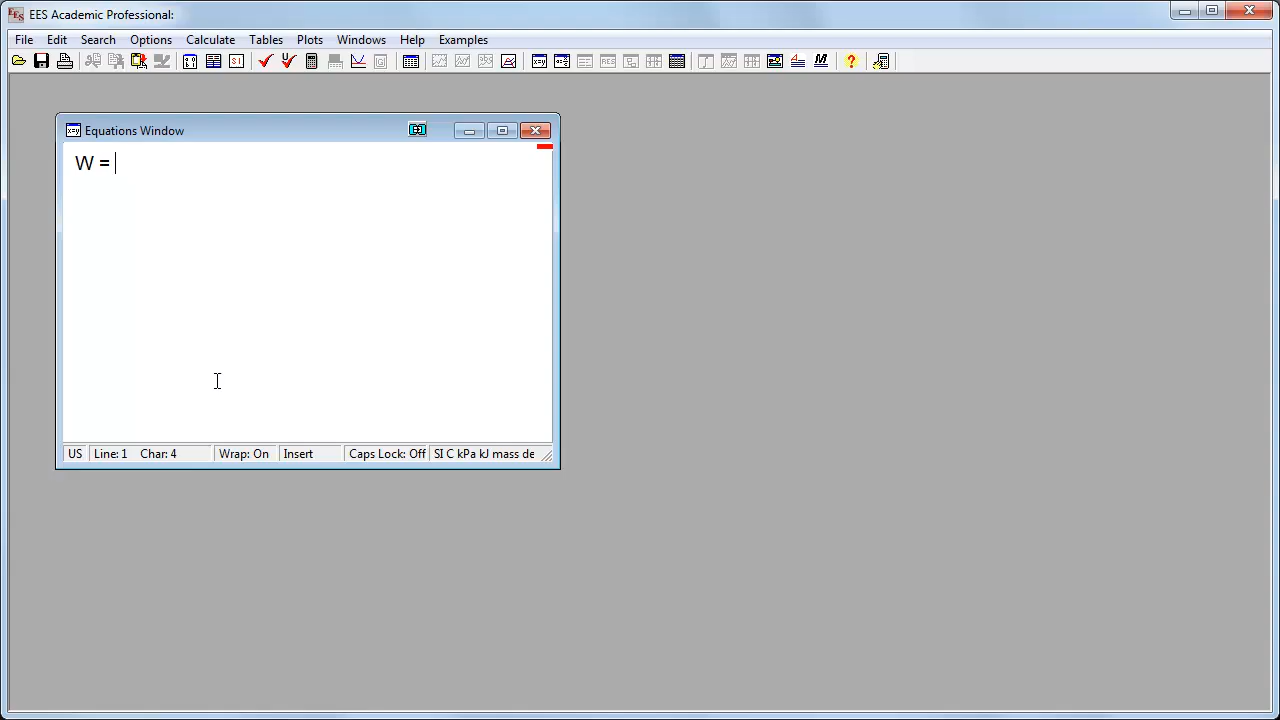 EES Academic Professional:
File Edit Search Options Calculate Tables Plots Windows Help Examples
Equations Window
W =
US Line: 1 Char: 4 Wrap: On Insert Caps Lock: Off SI C kPa kJ mass de